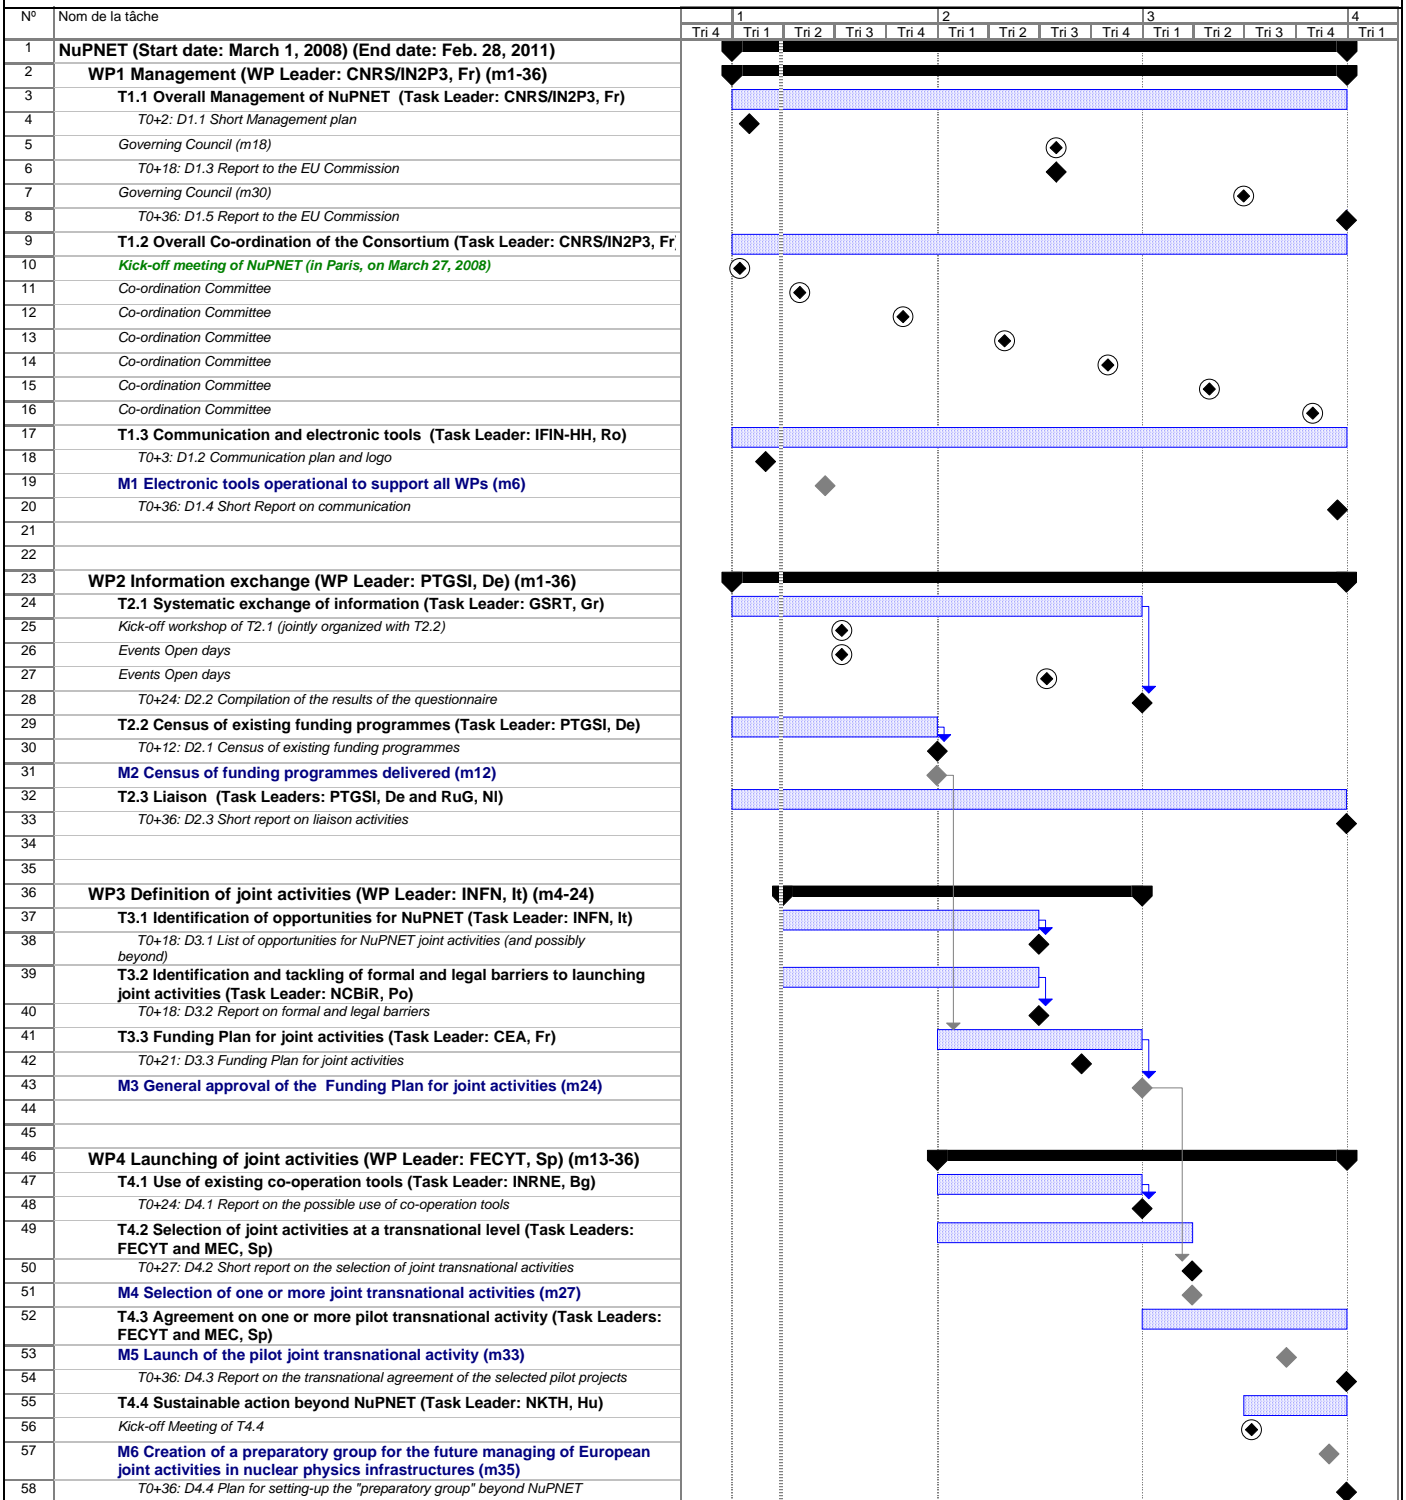 Nº Nom de la tâche 1 2 3 4
Tri 4 Tri 1 Tri 2 Tri 3 Tri 4 Tri 1 Tri 2 Tri 3 Tri 4 Tri 1 Tri 2 Tri 3 Tri 4 Tri 1
1 NuPNET (Start date: March 1, 2008) (End date: Feb. 28, 2011)
2 WP1 Management (WP Leader: CNRS/IN2P3, Fr) (m1-36)
3 T1.1 Overall Management of NuPNET (Task Leader: CNRS/IN2P3, Fr)
4 T0+2: D1.1 Short Management plan
5 Governing Council (m18)
6 T0+18: D1.3 Report to the EU Commission
7 Governing Council (m30)
8 T0+36: D1.5 Report to the EU Commission
9 T1.2 Overall Co-ordination of the Consortium (Task Leader: CNRS/IN2P3, Fr
10 Kick-off meeting of NuPNET (in Paris, on March 27, 2008)
11 Co-ordination Committee
12 Co-ordination Committee
13 Co-ordination Committee
14 Co-ordination Committee
15 Co-ordination Committee
16 Co-ordination Committee
17 T1.3 Communication and electronic tools (Task Leader: IFIN-HH, Ro)
18 T0+3: D1.2 Communication plan and logo
19 M1 Electronic tools operational to support all WPs (m6)
20 T0+36: D1.4 Short Report on communication
21
22
23 WP2 Information exchange (WP Leader: PTGSI, De) (m1-36)
24 T2.1 Systematic exchange of information (Task Leader: GSRT, Gr)
25 Kick-off workshop of T2.1 (jointly organized with T2.2)
26 Events Open days
27 Events Open days
28 T0+24: D2.2 Compilation of the results of the questionnaire
29 T2.2 Census of existing funding programmes (Task Leader: PTGSI, De)
30 T0+12: D2.1 Census of existing funding programmes
31 M2 Census of funding programmes delivered (m12)
32 T2.3 Liaison (Task Leaders: PTGSI, De and RuG, Nl)
33 T0+36: D2.3 Short report on liaison activities
34
35
36 WP3 Definition of joint activities (WP Leader: INFN, It) (m4-24)
37 T3.1 Identification of opportunities for NuPNET (Task Leader: INFN, It)
38 T0+18: D3.1 List of opportunities for NuPNET joint activities (and possibly
beyond)
39 T3.2 Identification and tackling of formal and legal barriers to launching
joint activities (Task Leader: NCBiR, Po)
40 T0+18: D3.2 Report on formal and legal barriers
41 T3.3 Funding Plan for joint activities (Task Leader: CEA, Fr)
42 T0+21: D3.3 Funding Plan for joint activities
43 M3 General approval of the Funding Plan for joint activities (m24)
44
45
46 WP4 Launching of joint activities (WP Leader: FECYT, Sp) (m13-36)
47 T4.1 Use of existing co-operation tools (Task Leader: INRNE, Bg)
48 T0+24: D4.1 Report on the possible use of co-operation tools
49 T4.2 Selection of joint activities at a transnational level (Task Leaders:
FECYT and MEC, Sp)
50 T0+27: D4.2 Short report on the selection of joint transnational activities
51 M4 Selection of one or more joint transnational activities (m27)
52 T4.3 Agreement on one or more pilot transnational activity (Task Leaders:
FECYT and MEC, Sp)
53 M5 Launch of the pilot joint transnational activity (m33)
54 T0+36: D4.3 Report on the transnational agreement of the selected pilot projects
55 T4.4 Sustainable action beyond NuPNET (Task Leader: NKTH, Hu)
56 Kick-off Meeting of T4.4
57 M6 Creation of a preparatory group for the future managing of European
joint activities in nuclear physics infrastructures (m35)
58 T0+36: D4.4 Plan for setting-up the "preparatory group" beyond NuPNET